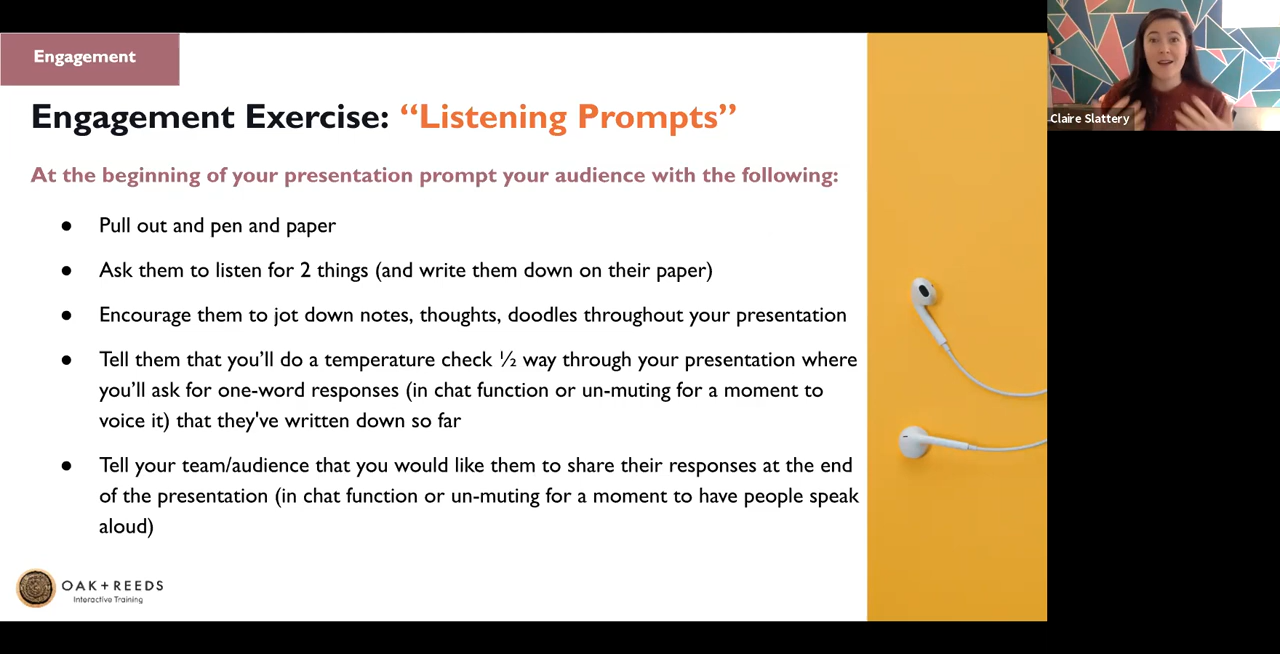 Engagement
Engagement Exercise: “Listening Prompts”
At the beginning of your presentation prompt your audience with the following:
● Pull out and pen and paper
● Ask them to listen for 2 things (and write them down on their paper)
● Encourage them to jot down notes, thoughts, doodles throughout your presentation
● Tell them that you’ll do a temperature check ½ way through your presentation where
you’ll ask for one-word responses (in chat function or un-muting for a moment to
voice it) that they've written down so far
● Tell your team/audience that you would like them to share their responses at the end
of the presentation (in chat function or un-muting for a moment to have people speak
aloud)
OAK+REEDS
Interactive Training
Claire Slattery